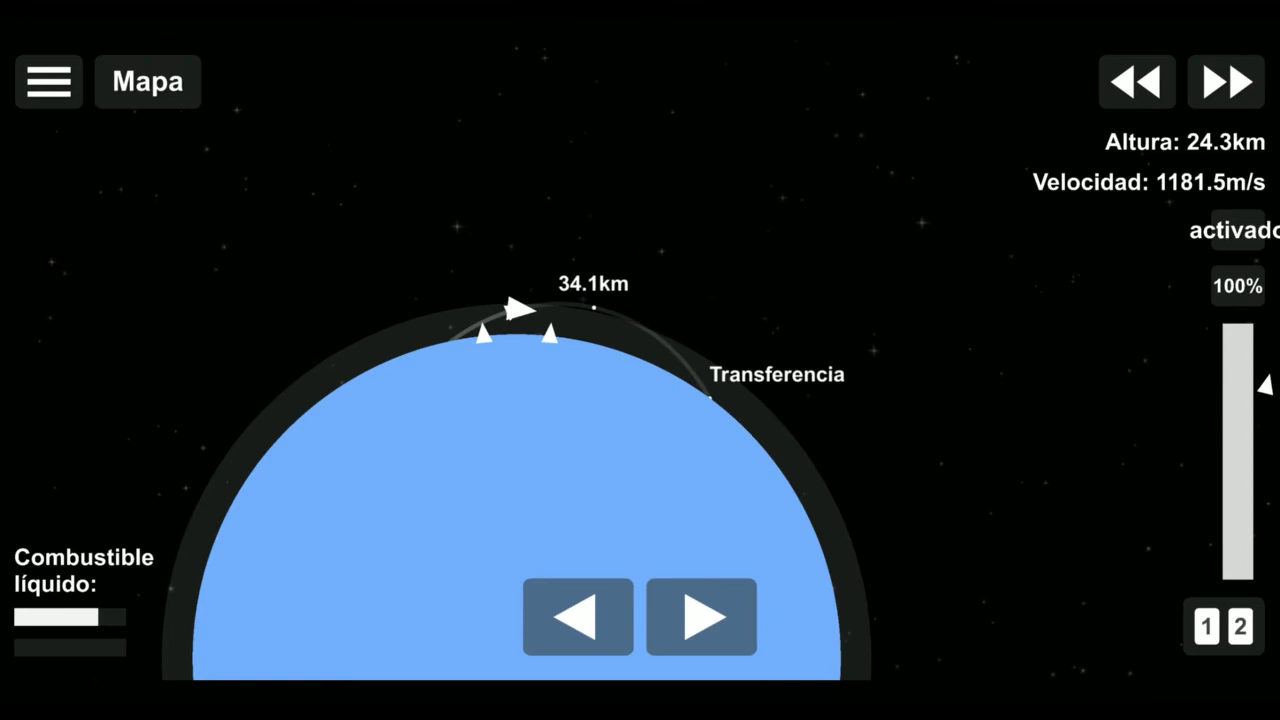 Mapa
Altura: 24.3km
Velocidad: 1181.5m/s
activado
100%
34.1km
Transferencia
Combustible
líquido:
1 2